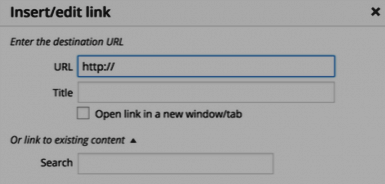 Insert/edit link ×
Enter the destination URL
URL http://
Title
Open link in a new window/tab
Or link to existing content ▲
Search